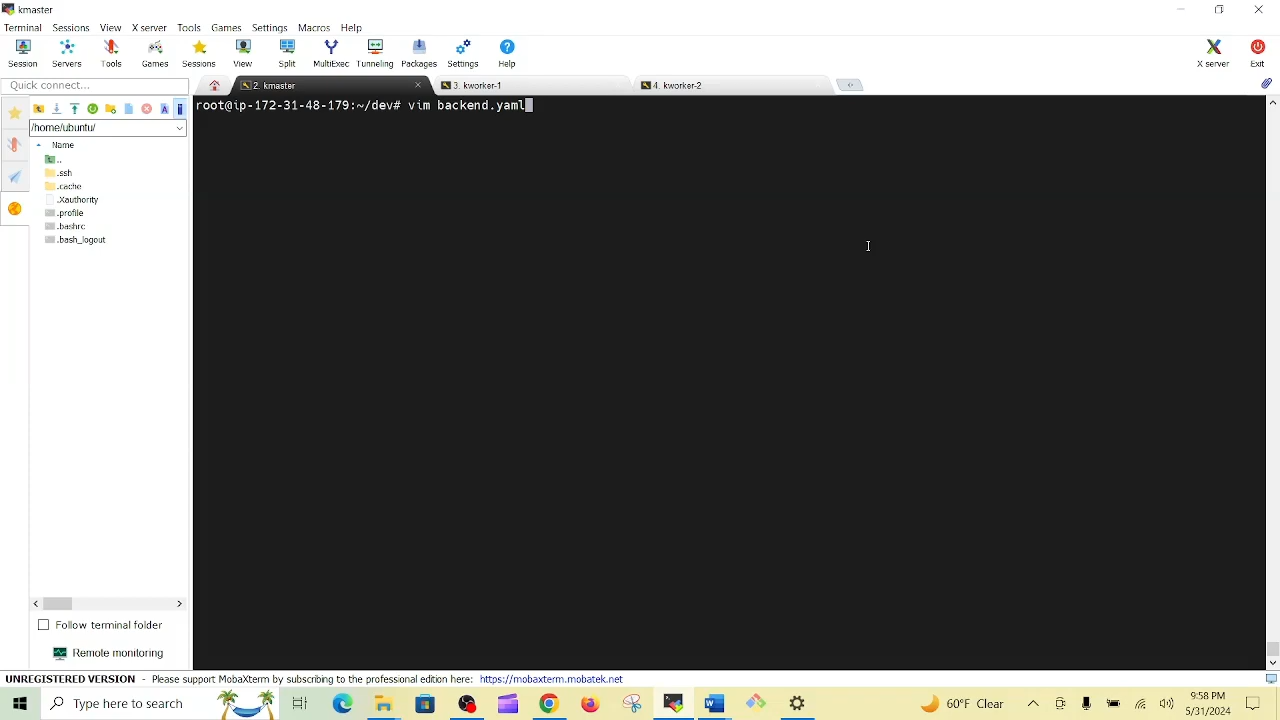 kmaster
Terminal Sessions View X server Tools Games Settings Macros Help
Session Servers Tools Games Sessions View Split MultiExec Tunneling Packages Settings Help X server Exit
Quick connect...
2. kmaster
3. kworker-1
4. kworker-2
/home/ubuntu/
Name
..
.ssh
.cache
.Xauthority
.profile
.bashrc
.bash_logout
root@ip-172-31-48-179:~/dev# vim backend.yaml
Follow terminal folder
Remote monitoring
UNREGISTERED VERSION - Please support MobaXterm by subscribing to the professional edition here: https://mobaxterm.mobatek.net
Type here to search
60°F Clear
9:58 PM
5/31/2024